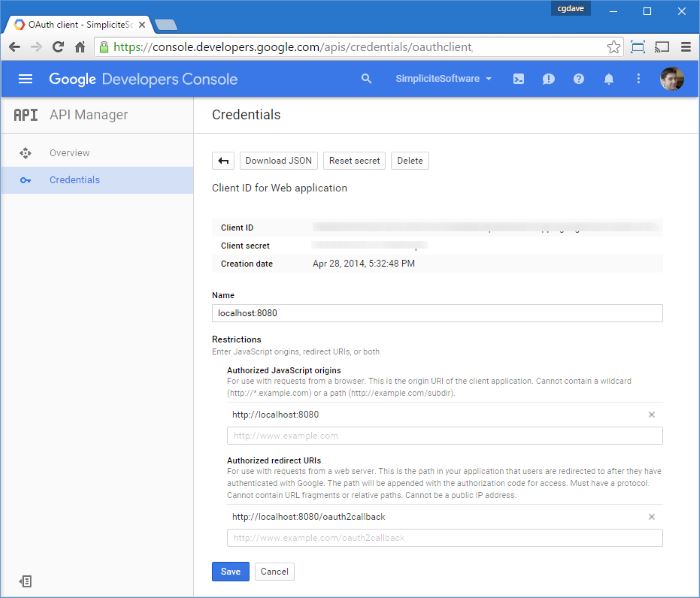 cgdave
OAuth client - SimpliciteSo
https://console.developers.google.com/apis/credentials/oauthclient,
Google Developers Console
SimpliciteSoftware
API API Manager
Credentials
Overview
Credentials
Download JSON Reset secret Delete
Client ID for Web application
Client ID
Client secret
Creation date Apr 28, 2014, 5:32:48 PM
Name
localhost:8080
Restrictions
Enter JavaScript origins, redirect URIs, or both
Authorized JavaScript origins
For use with requests from a browser. This is the origin URI of the client application. Cannot contain a wildcard
(http://*.example.com) or a path (http://example.com/subdir).
http://localhost:8080
http://www.example.com
Authorized redirect URIs
For use with requests from a web server. This is the path in your application that users are redirected to after they have
authenticated with Google. The path will be appended with the authorization code for access. Must have a protocol.
Cannot contain URL fragments or relative paths. Cannot be a public IP address.
http://localhost:8080/oauth2callback
http://www.example.com/oauth2callback
Save Cancel